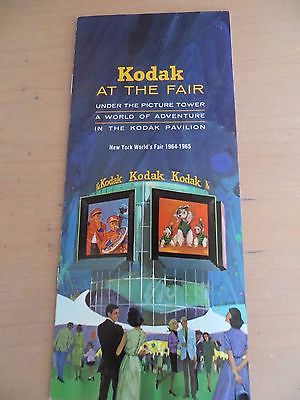 Kodak
AT THE FAIR
UNDER THE PICTURE TOWER
A WORLD OF ADVENTURE
IN THE KODAK PAVILION
New York World's Fair 1964-1965
Kodak Kodak Kodak